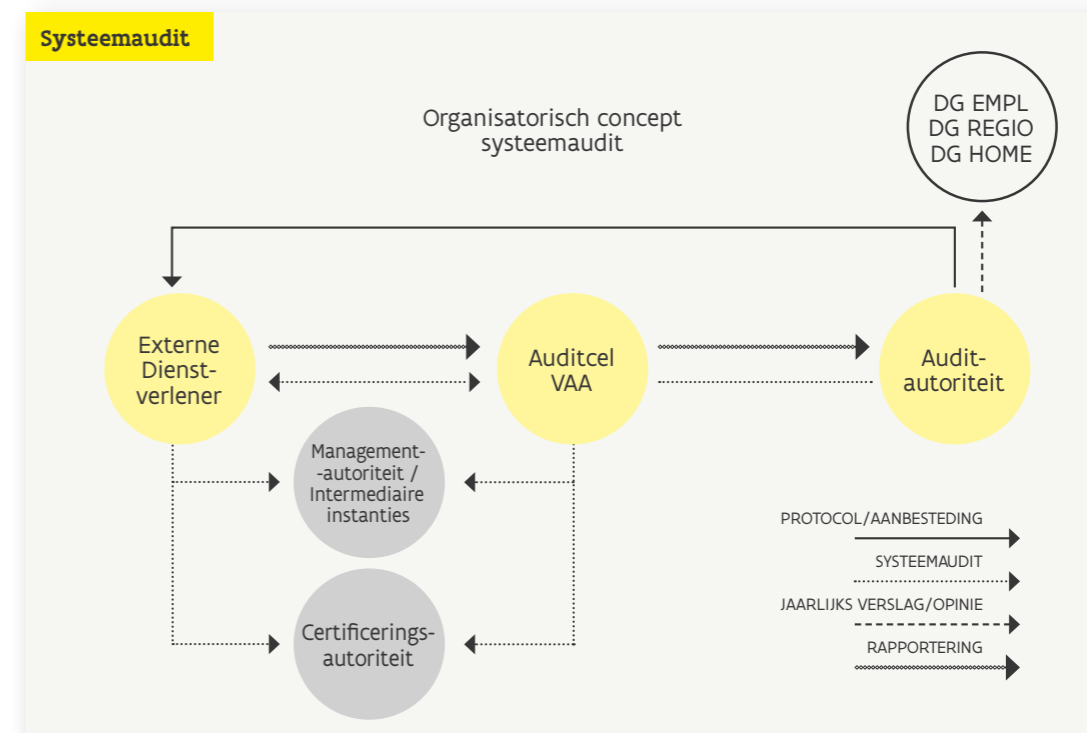 Systeemaudit
Organisatorisch concept
systeemaudit
DG EMPL
DG REGIO
DG HOME
Externe
Dienst-
verlener
Auditcel
VAA
Audit-
autoriteit
Management-
-autoriteit /
Intermediaire
instanties
Certificerings-
autoriteit
PROTOCOL/AANBESTEDING
SYSTEEMAUDIT
JAARLIJKS VERSLAG/OPINIE
RAPPORTERING